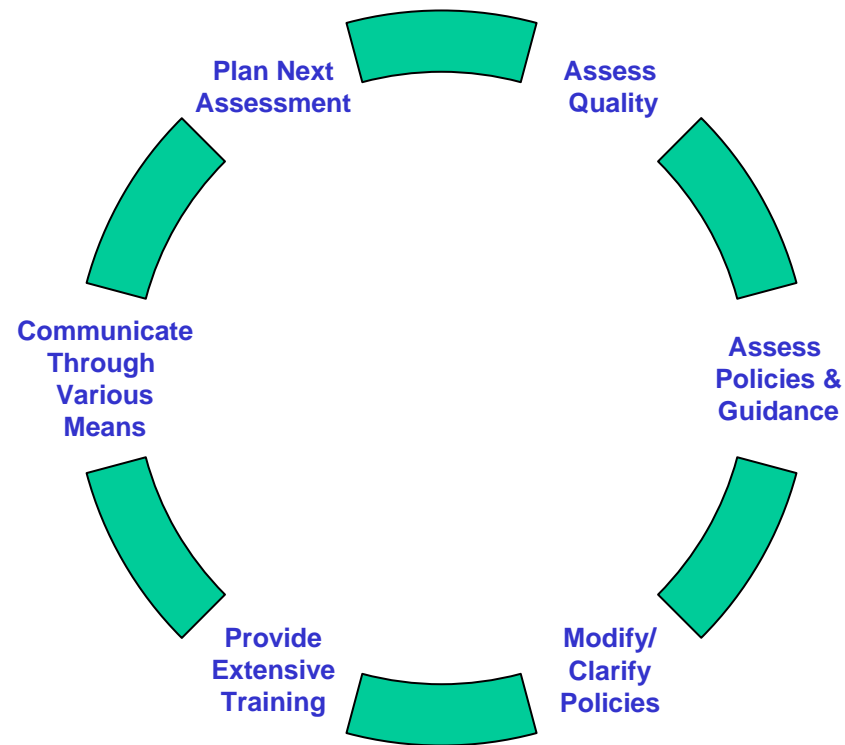 Plan Next
Assessment
Assess
Quality
Communicate
Through
Various
Means
Assess
Policies &
Guidance
Provide
Extensive
Training
Modify/
Clarify
Policies